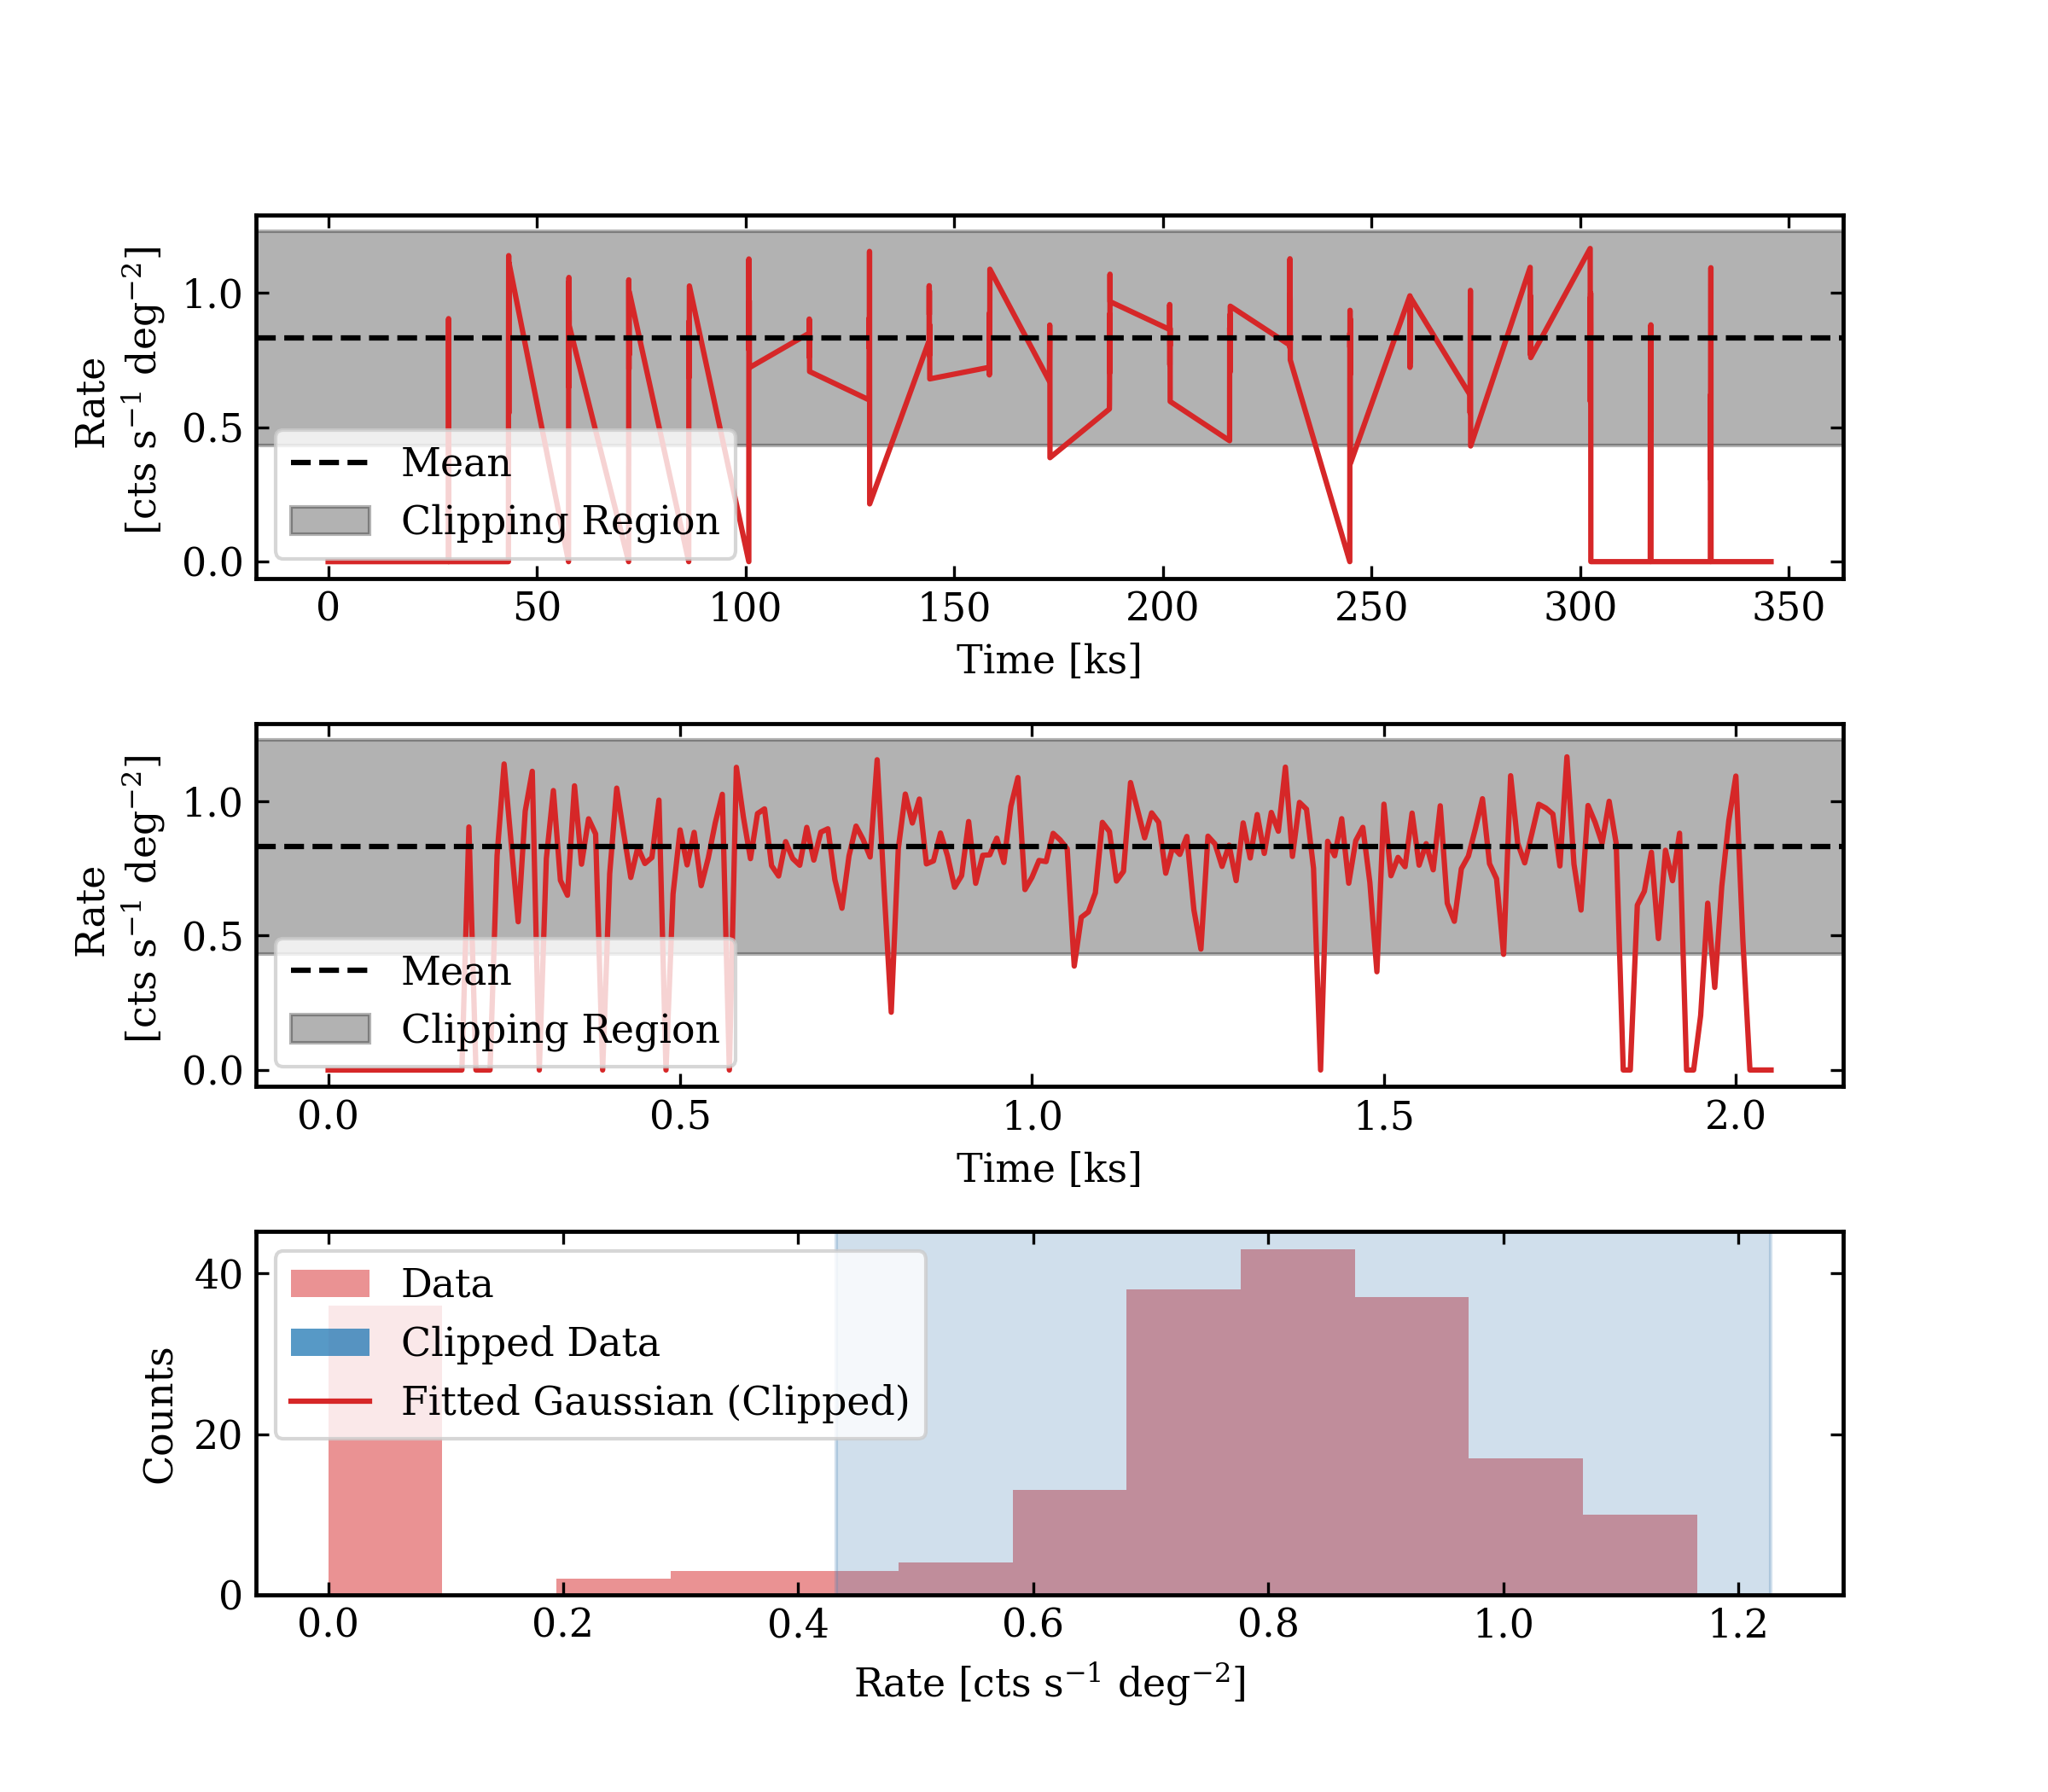 Rate
[cts s⁻¹ deg⁻²]
1.0
0.5
0.0
Mean
Clipping Region
0 50 100 150 200 250 300 350
Time [ks]
Rate
[cts s⁻¹ deg⁻²]
1.0
0.5
0.0
Mean
Clipping Region
0.0 0.5 1.0 1.5 2.0
Time [ks]
Counts
40
20
0
Data
Clipped Data
Fitted Gaussian (Clipped)
0.0 0.2 0.4 0.6 0.8 1.0 1.2
Rate [cts s⁻¹ deg⁻²]